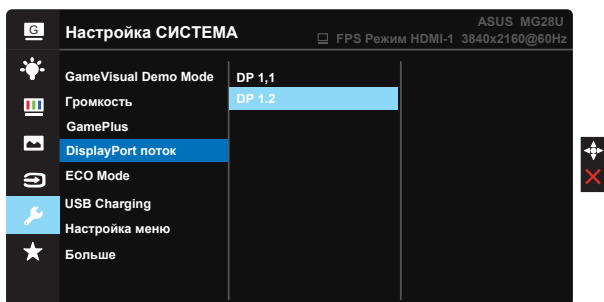 G
Настройка СИСТЕМА
ASUS MG28U
FPS Режим HDMI-1 3840x2160@60Hz
GameVisual Demo Mode
DP 1,1
Громкость
DP 1.2
GamePlus
DisplayPort поток
ECO Mode
USB Charging
Настройка меню
Больше